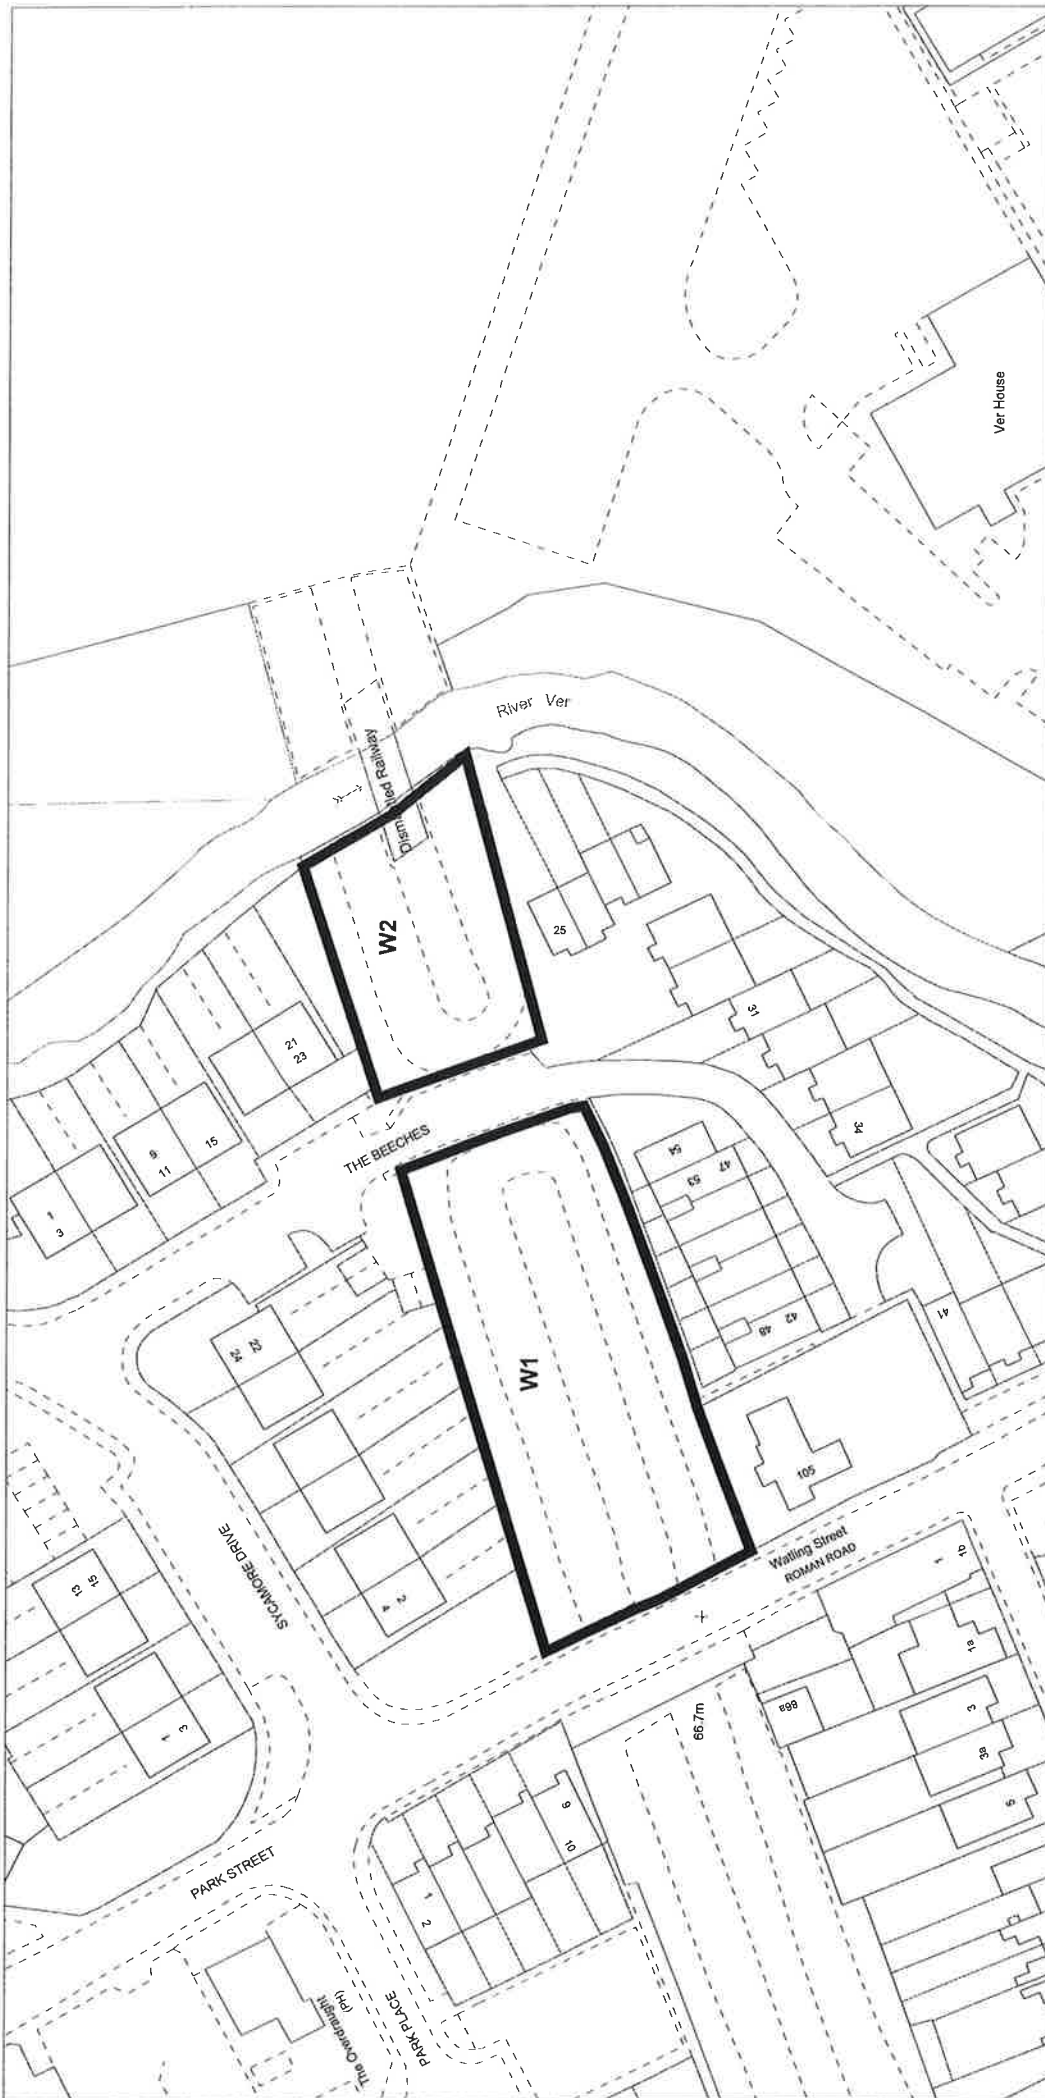 Ver House
River Ver
Dismantled Railway
W2
25
21
23
31
15
9
11
1
3
THE BEECHES
34
54
47
53
42
48
41
24
22
W1
105
2
4
SYCAMORE DRIVE
Watling Street
ROMAN ROAD
13
15
1
3
1
1b
1a
66.7m
66a
3
3a
5
9
10
1
2
PARK STREET
PARK PLACE
The Overdraught
(PH)